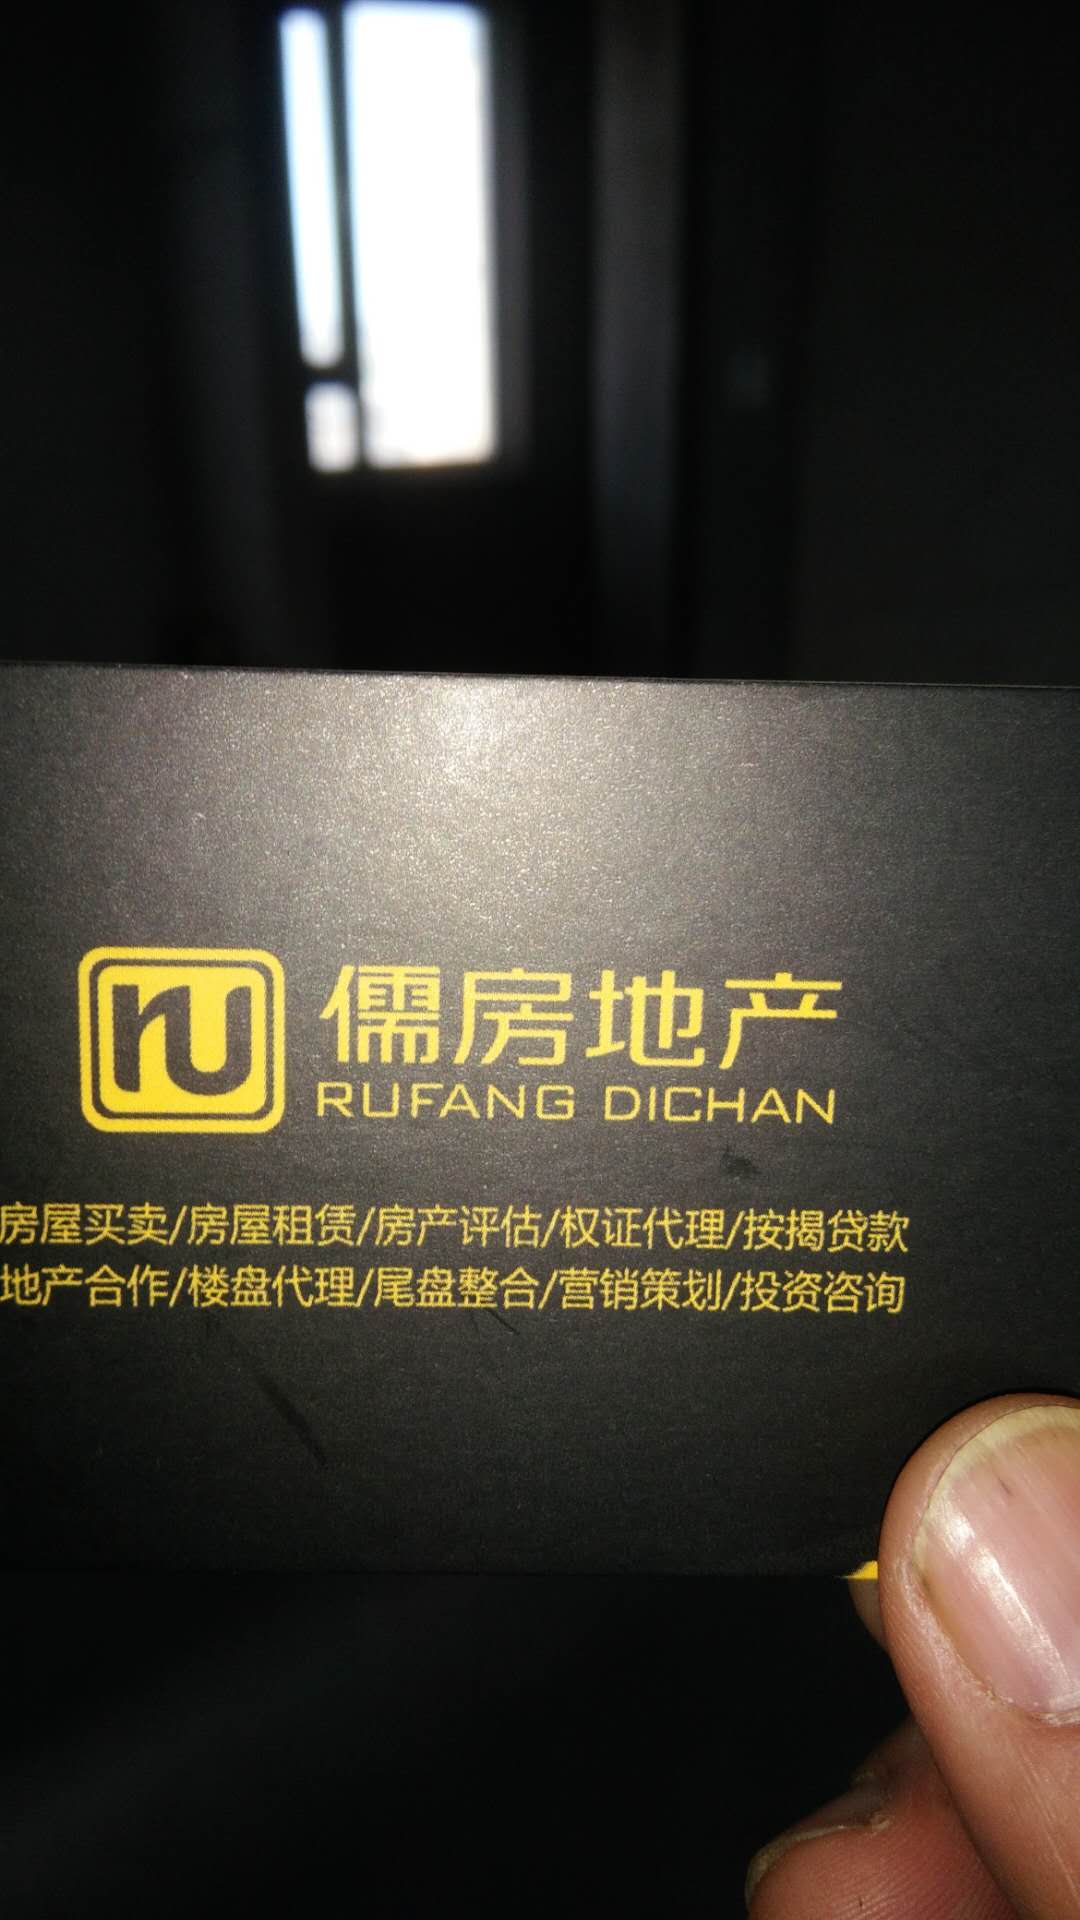 ru
儒房地产
RUFANG DICHAN
房屋买卖/房屋租赁/房产评估/权证代理/按揭贷款
地产合作/楼盘代理/尾盘整合/营销策划/投资咨询